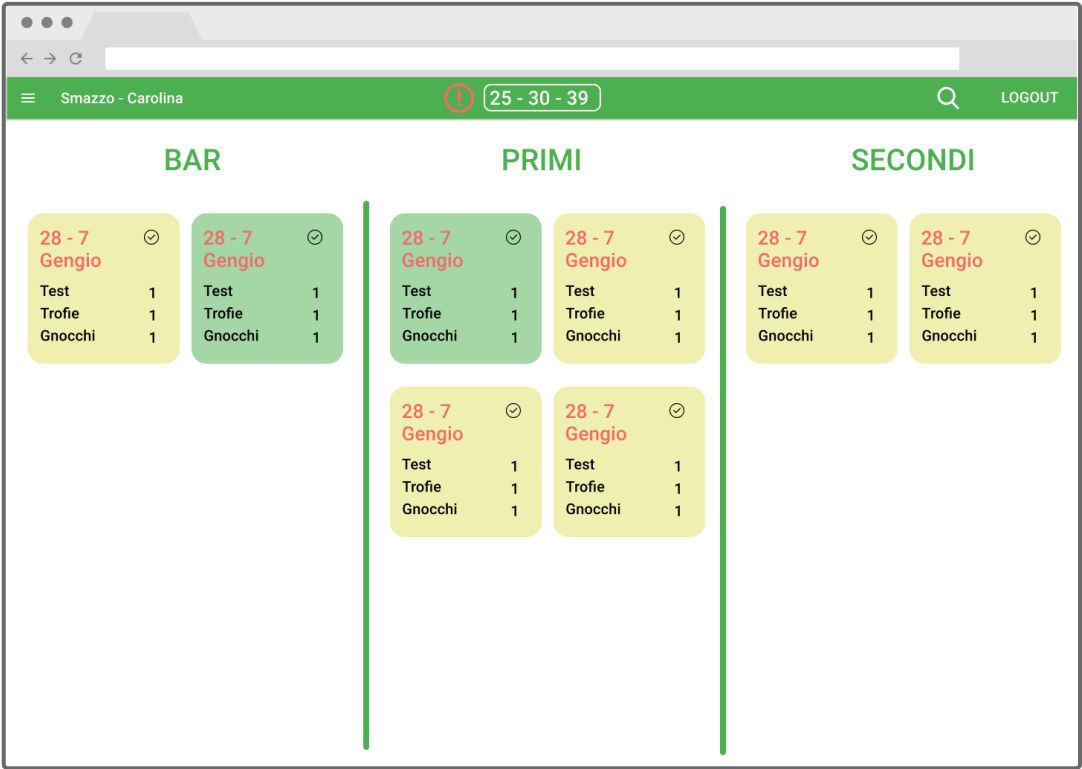 Smazzo - Carolina
25 - 30 - 39
LOGOUT
BAR
PRIMI
SECONDI
28 - 7
Gengio
Test 1
Trofie 1
Gnocchi 1
28 - 7
Gengio
Test 1
Trofie 1
Gnocchi 1
28 - 7
Gengio
Test 1
Trofie 1
Gnocchi 1
28 - 7
Gengio
Test 1
Trofie 1
Gnocchi 1
28 - 7
Gengio
Test 1
Trofie 1
Gnocchi 1
28 - 7
Gengio
Test 1
Trofie 1
Gnocchi 1
28 - 7
Gengio
Test 1
Trofie 1
Gnocchi 1
28 - 7
Gengio
Test 1
Trofie 1
Gnocchi 1